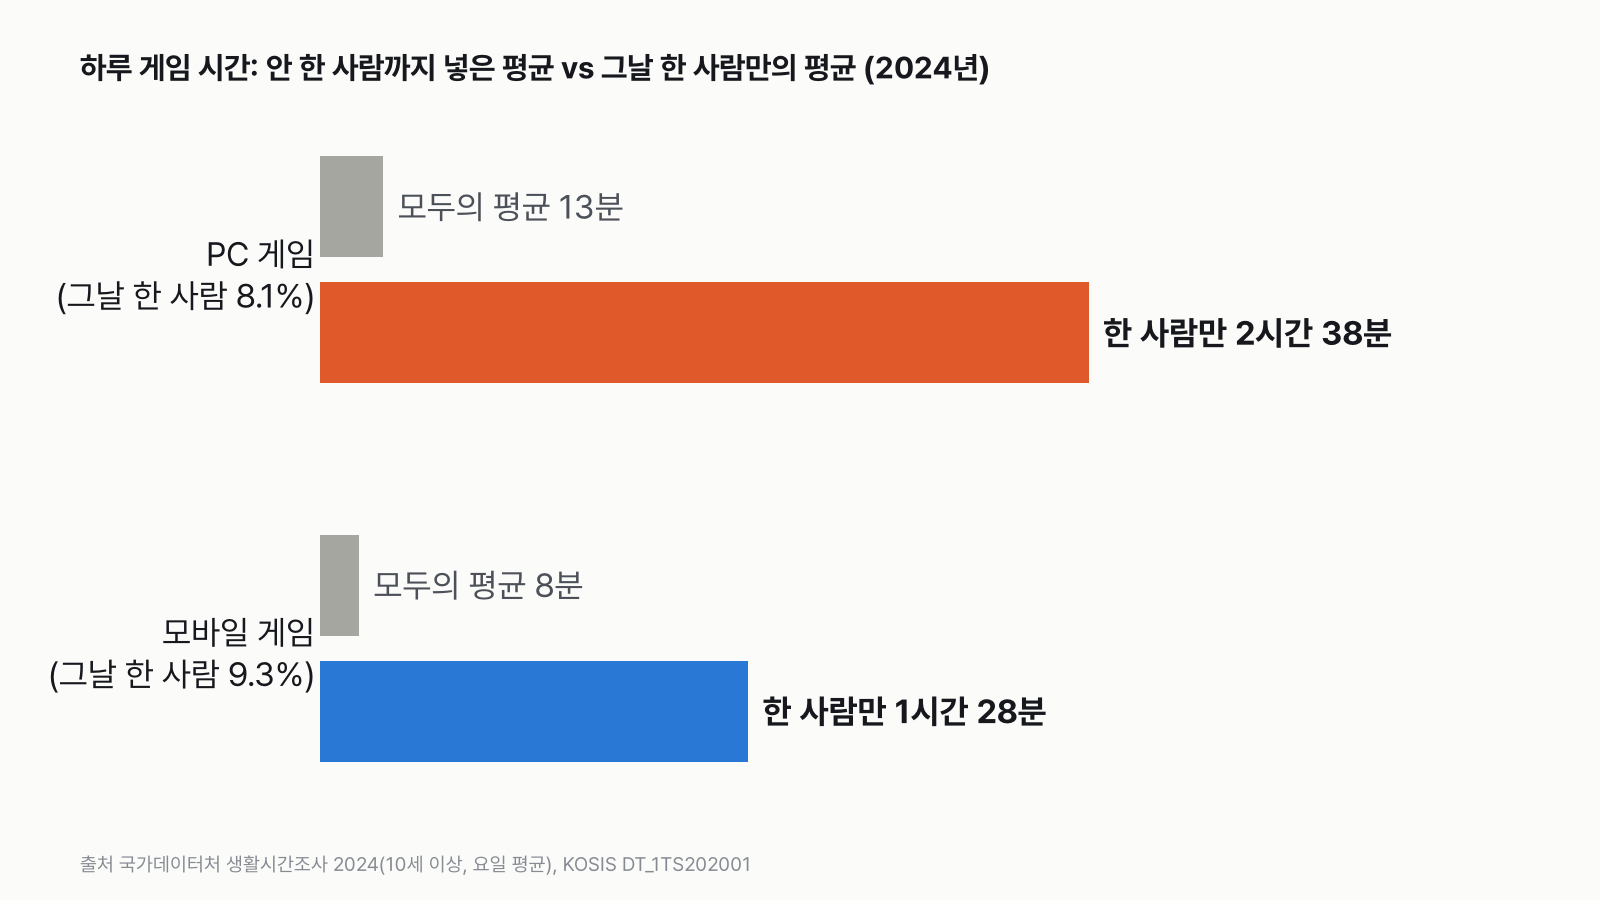 하루 게임 시간: 안 한 사람까지 넣은 평균 vs 그날 한 사람만의 평균 (2024년)
모두의 평균 13분
PC 게임
(그날 한 사람 8.1%)
한 사람만 2시간 38분
모두의 평균 8분
모바일 게임
(그날 한 사람 9.3%)
한 사람만 1시간 28분
출처 국가데이터처 생활시간조사 2024(10세 이상, 요일 평균), KOSIS DT_1TS202001